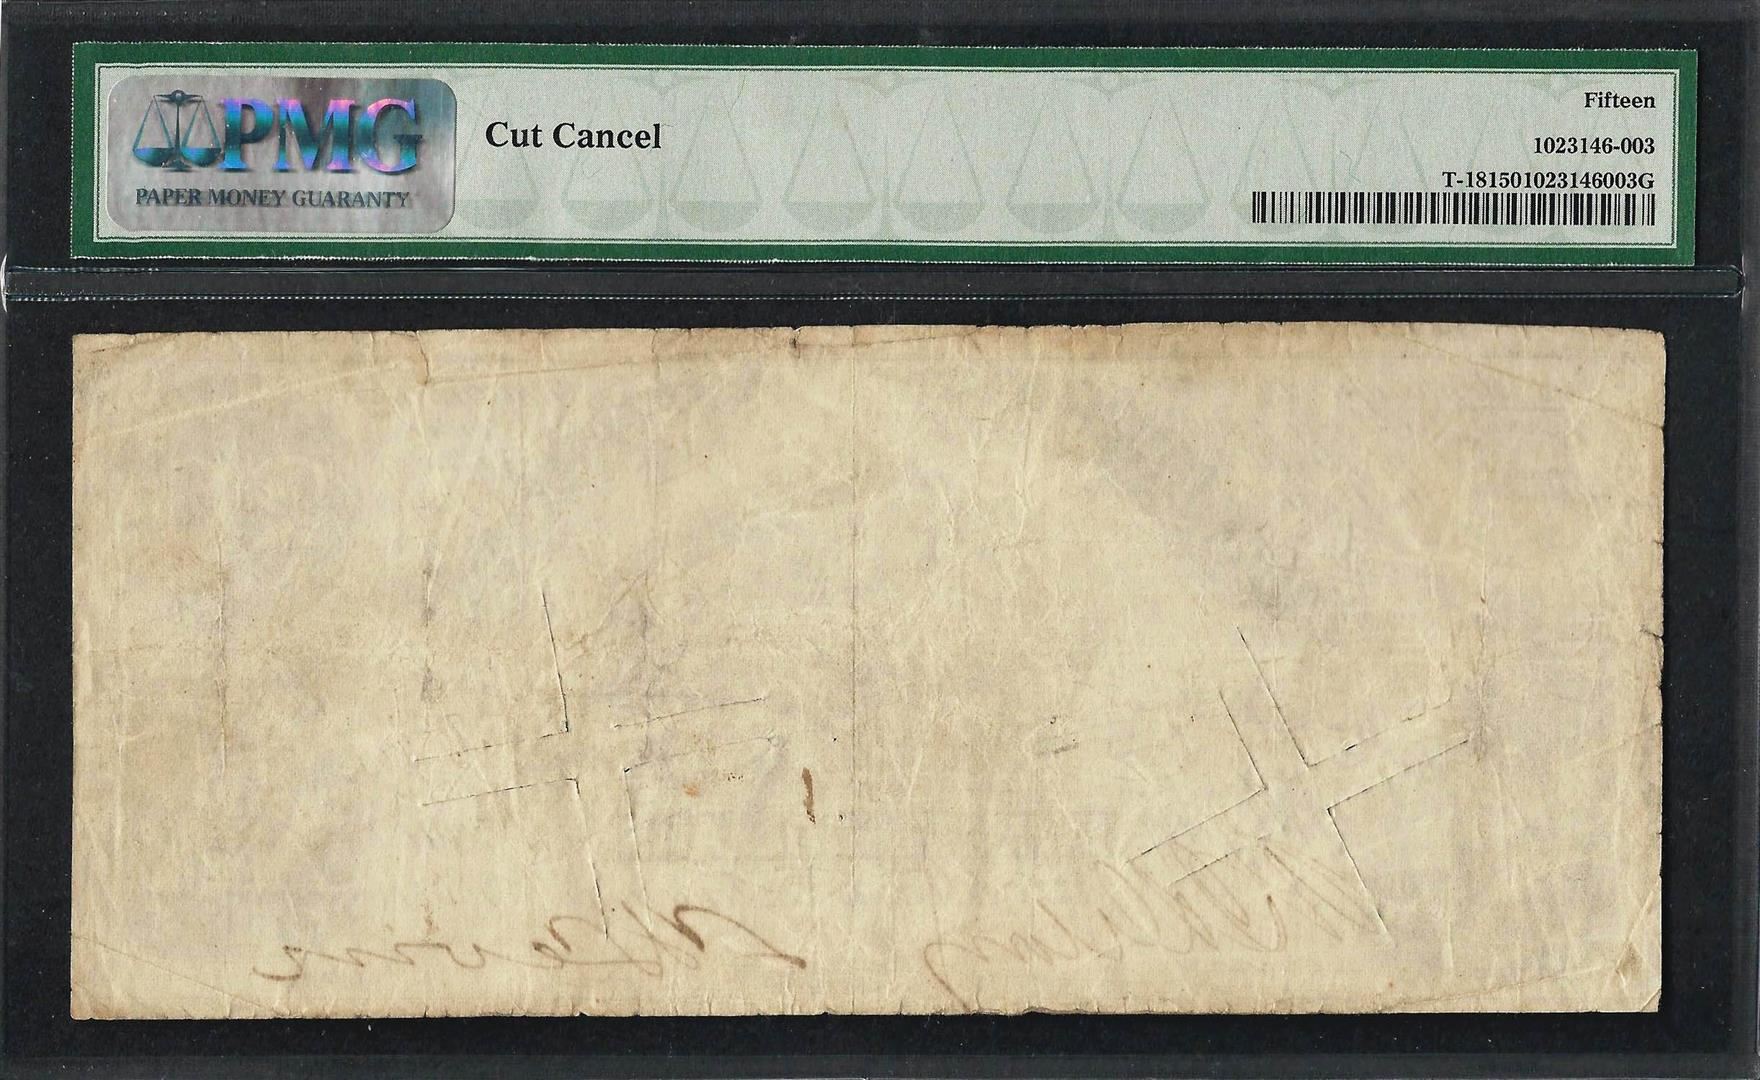 PMG
PAPER MONEY GUARANTY
Cut Cancel
Fifteen
1023146-003
T-181501023146003G